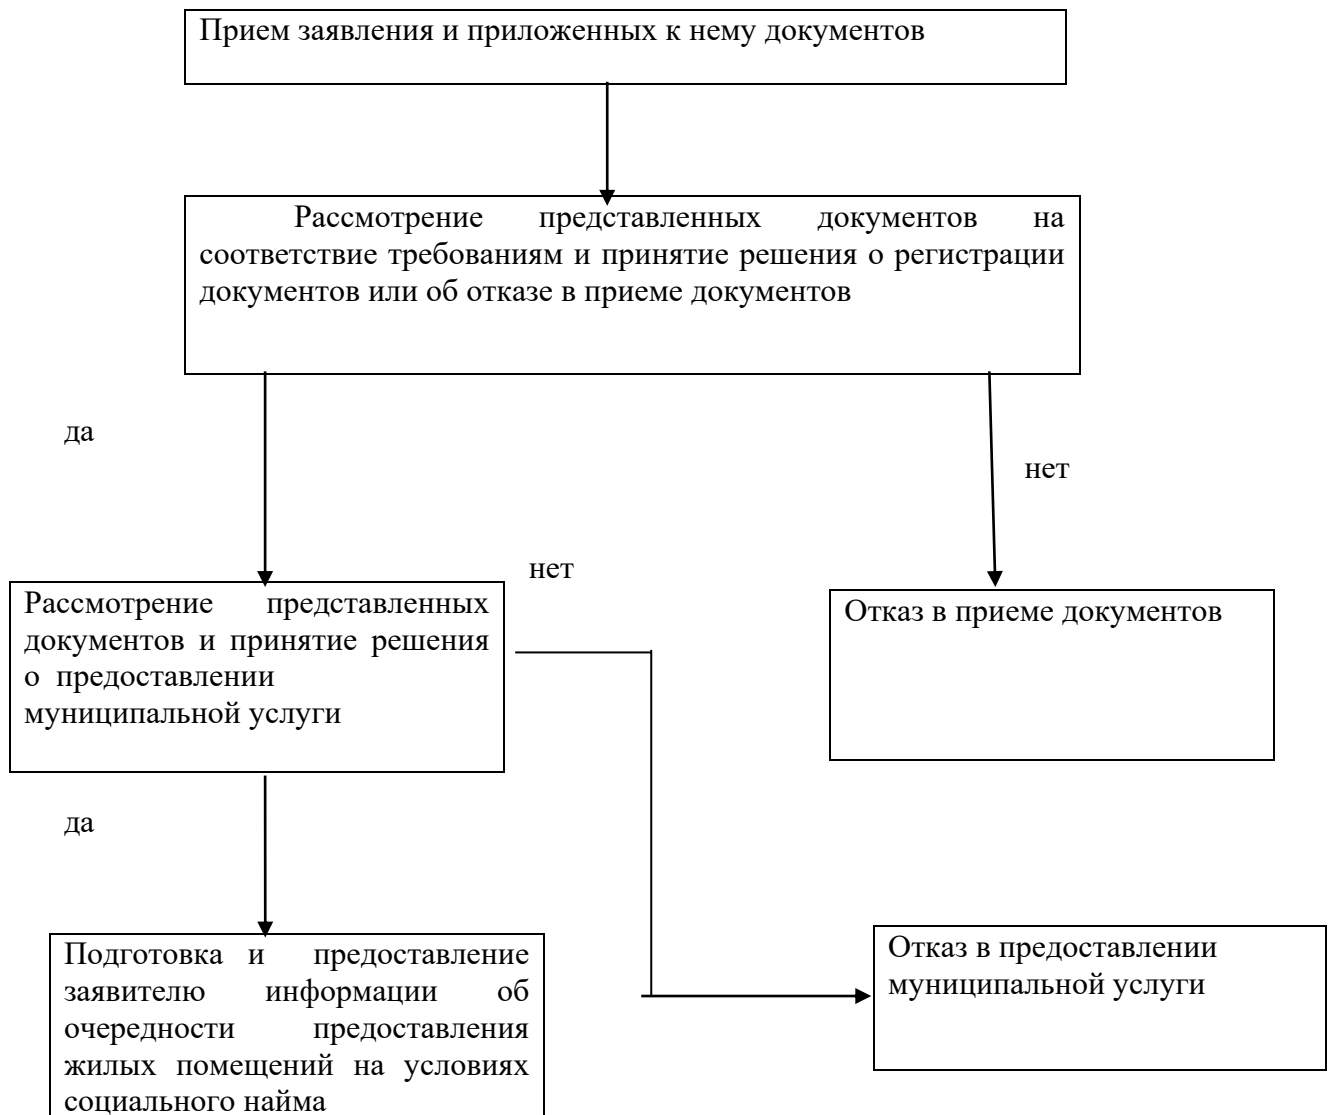 Прием заявления и приложенных к нему документов
Рассмотрение представленных документов на
соответствие требованиям и принятие решения о регистрации
документов или об отказе в приеме документов
да
нет
нет
Рассмотрение представленных
документов и принятие решения
о предоставлении
муниципальной услуги
Отказ в приеме документов
да
Подготовка и предоставление
заявителю информации об
очередности предоставления
жилых помещений на условиях
социального найма
Отказ в предоставлении
муниципальной услуги